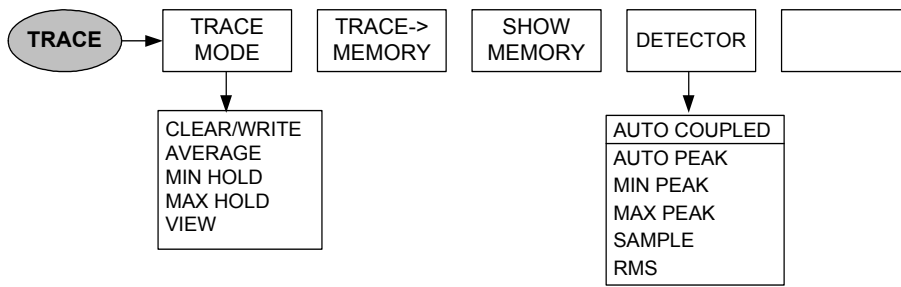 TRACE
TRACE
MODE
TRACE->
MEMORY
SHOW
MEMORY
DETECTOR
CLEAR/WRITE
AVERAGE
MIN HOLD
MAX HOLD
VIEW
AUTO COUPLED
AUTO PEAK
MIN PEAK
MAX PEAK
SAMPLE
RMS